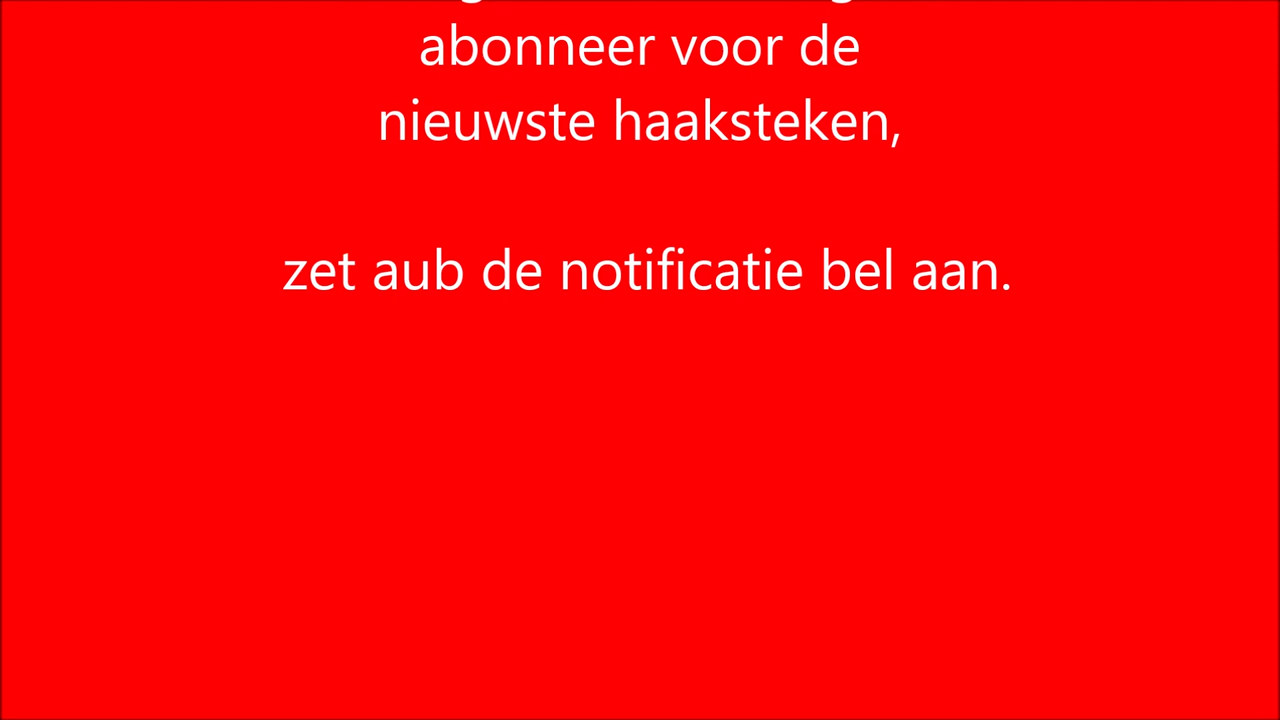 abonneer voor de
nieuwste haaksteken,
zet aub de notificatie bel aan.